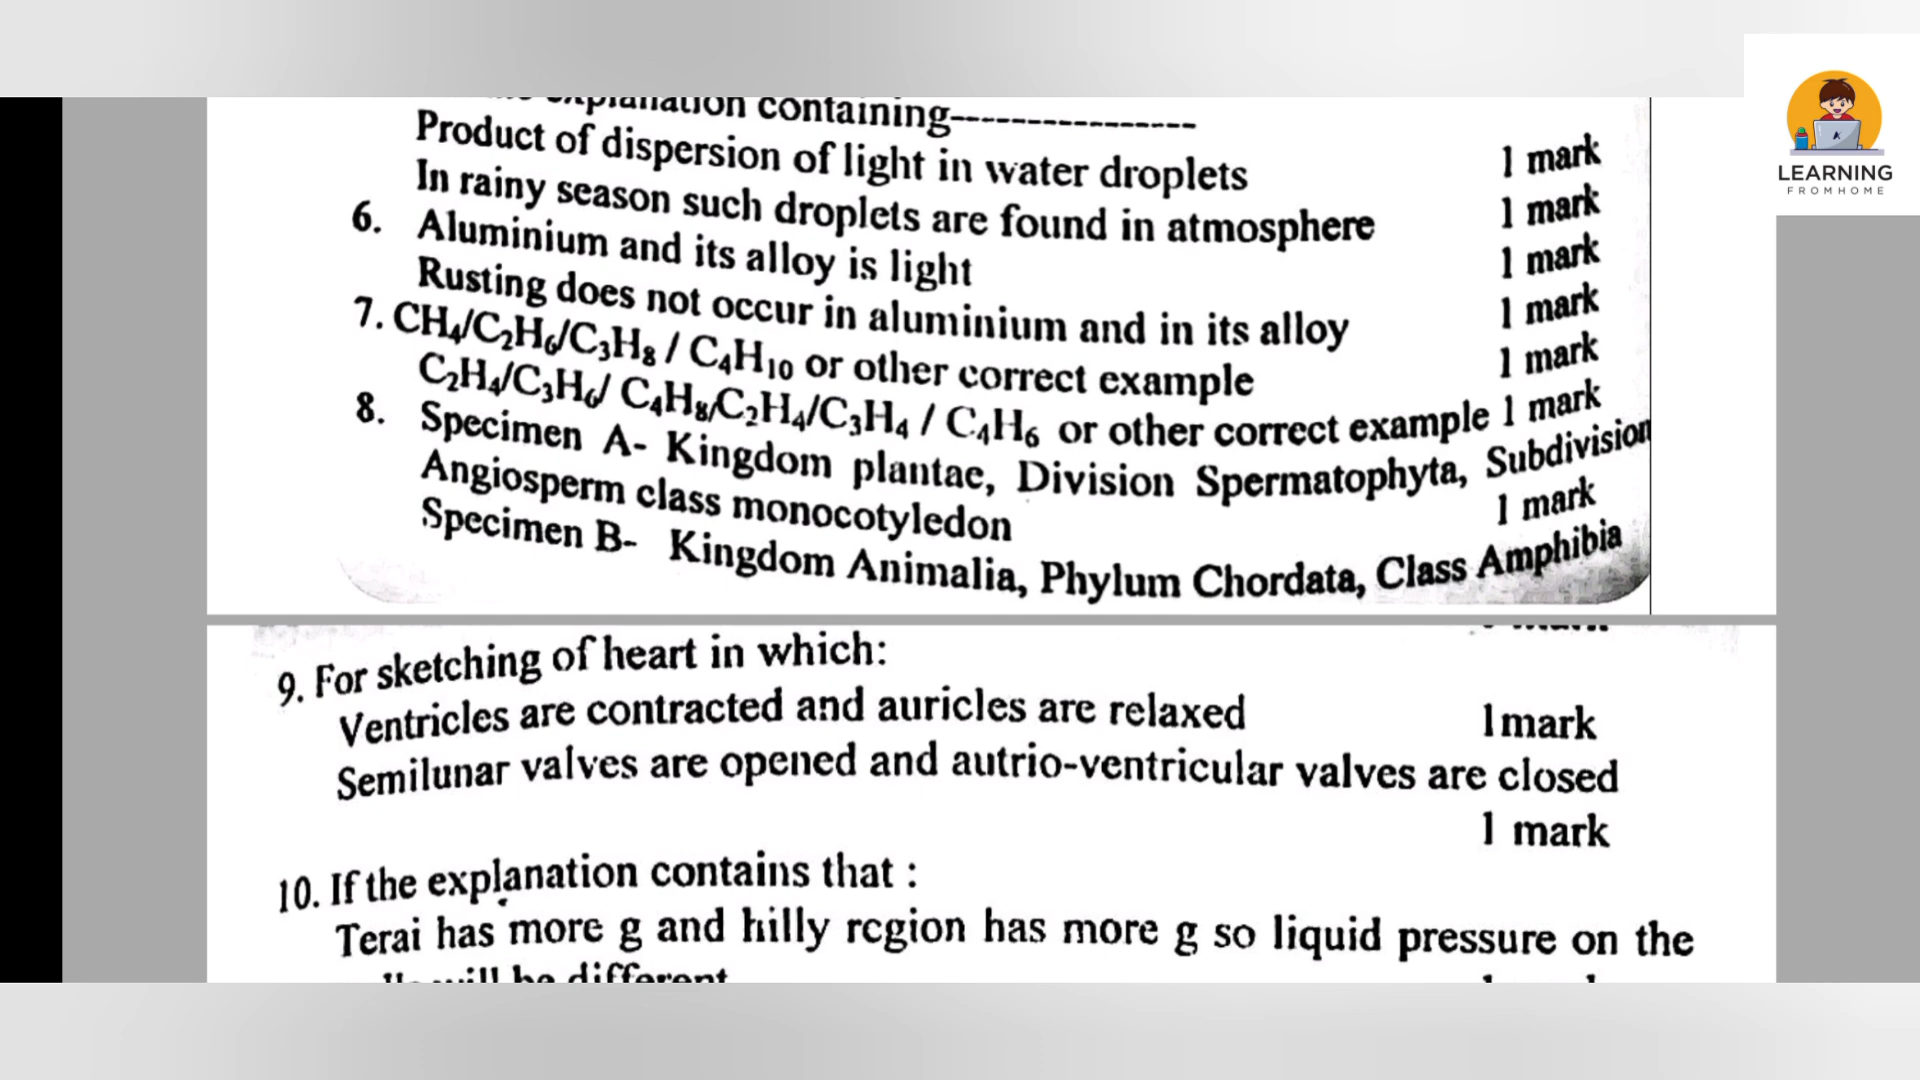 explanation containing----------------
Product of dispersion of light in water droplets 1 mark
In rainy season such droplets are found in atmosphere 1 mark
6. Aluminium and its alloy is light 1 mark
Rusting does not occur in aluminium and in its alloy 1 mark
7. CH₄/C₂H₆/C₃H₈ / C₄H₁₀ or other correct example 1 mark
C₂H₄/C₃H₆/ C₄H₈/C₂H₄/C₃H₄ / C₄H₆ or other correct example 1 mark
8. Specimen A- Kingdom plantae, Division Spermatophyta, Subdivision
Angiosperm class monocotyledon 1 mark
Specimen B- Kingdom Animalia, Phylum Chordata, Class Amphibia
9. For sketching of heart in which:
Ventricles are contracted and auricles are relaxed 1mark
Semilunar valves are opened and autrio-ventricular valves are closed
1 mark
10. If the explanation contains that :
Terai has more g and hilly region has more g so liquid pressure on the
will be different
LEARNING
FROMHOME